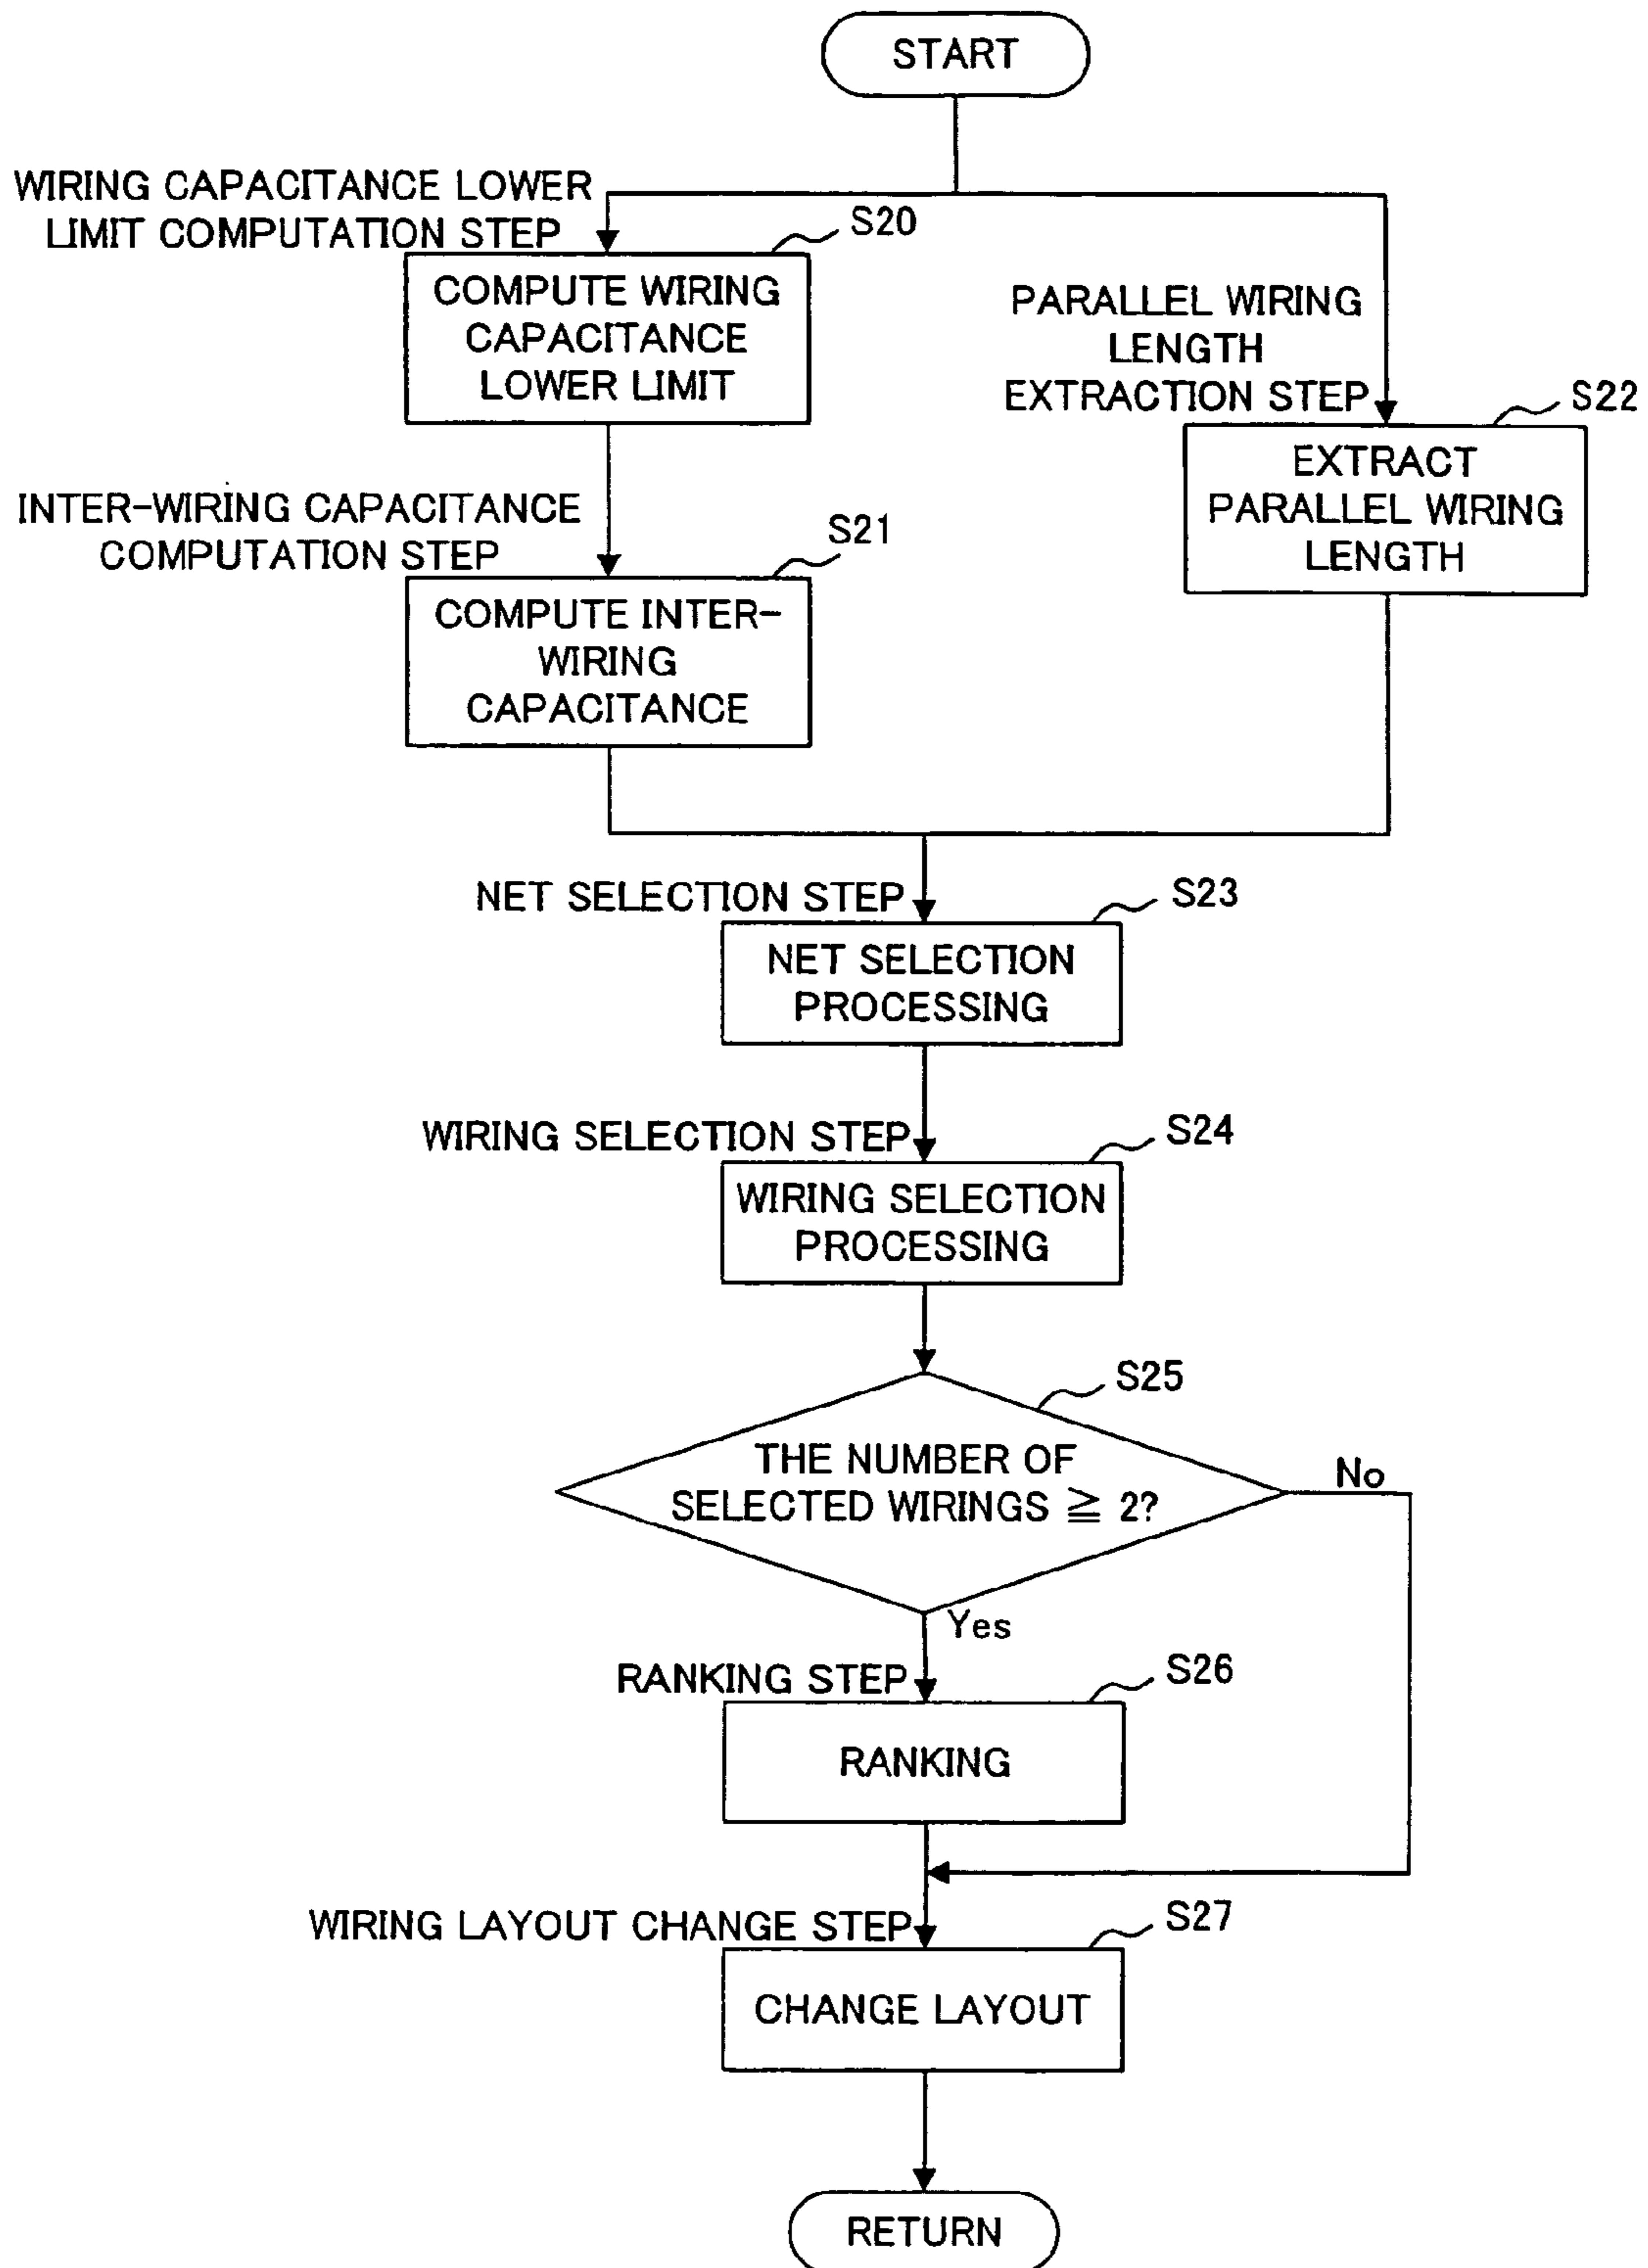 START
WIRING CAPACITANCE LOWER
LIMIT COMPUTATION STEP
S20
COMPUTE WIRING
CAPACITANCE
LOWER LIMIT
PARALLEL WIRING
LENGTH
EXTRACTION STEP
S22
EXTRACT
PARALLEL WIRING
LENGTH
INTER-WIRING CAPACITANCE
COMPUTATION STEP
S21
COMPUTE INTER-
WIRING
CAPACITANCE
NET SELECTION STEP
S23
NET SELECTION
PROCESSING
WIRING SELECTION STEP
S24
WIRING SELECTION
PROCESSING
S25
THE NUMBER OF
SELECTED WIRINGS ≧ 2?
No
Yes
RANKING STEP
S26
RANKING
WIRING LAYOUT CHANGE STEP
S27
CHANGE LAYOUT
RETURN